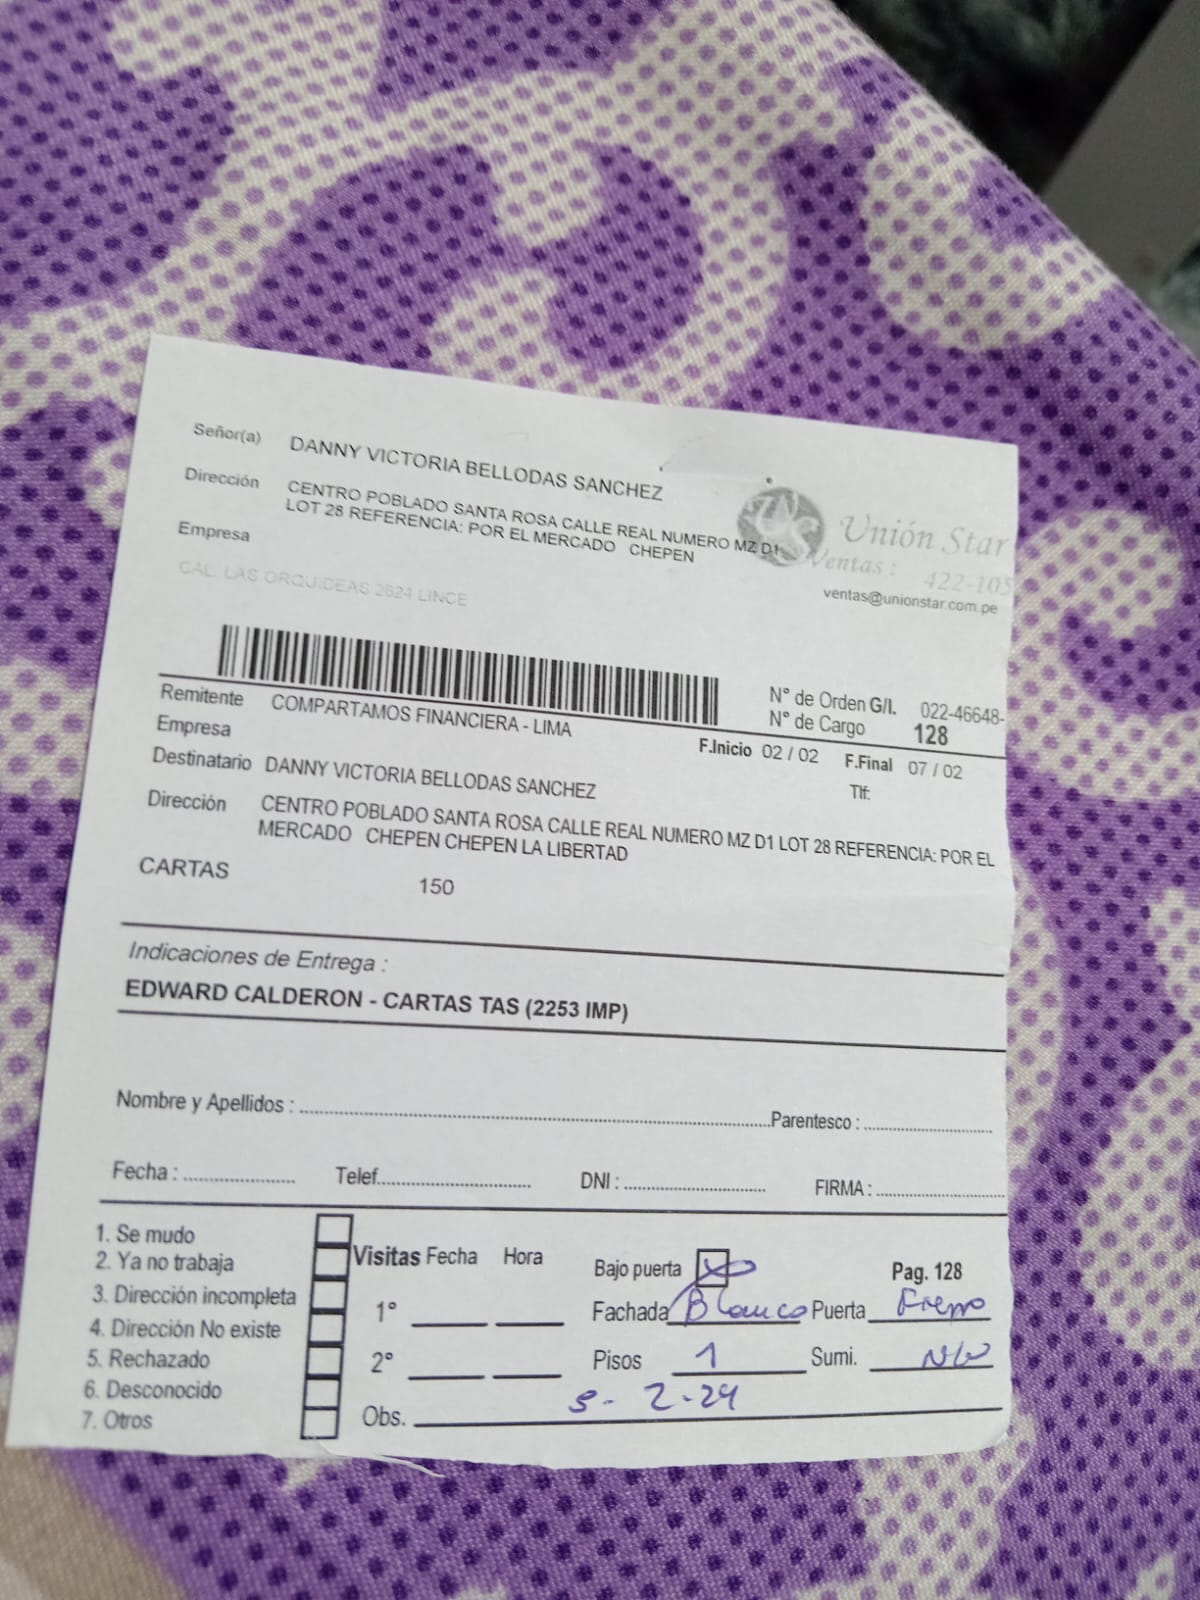 Señor(a) DANNY VICTORIA BELLODAS SANCHEZ
Dirección CENTRO POBLADO SANTA ROSA CALLE REAL NUMERO MZ D1
LOT 28 REFERENCIA: POR EL MERCADO CHEPEN
Unión Star
Ventas : 422-105
ventas@unionstar.com.pe
Empresa
CAL. LAS ORQUIDEAS 2624 LINCE
N° de Orden G/I. 022-46648-
N° de Cargo 128
Remitente COMPARTAMOS FINANCIERA - LIMA
Empresa
F.Inicio 02 / 02 F.Final 07 / 02
Destinatario DANNY VICTORIA BELLODAS SANCHEZ
Tlf:
Dirección CENTRO POBLADO SANTA ROSA CALLE REAL NUMERO MZ D1 LOT 28 REFERENCIA: POR EL
MERCADO CHEPEN CHEPEN LA LIBERTAD
CARTAS 150
Indicaciones de Entrega :
EDWARD CALDERON - CARTAS TAS (2253 IMP)
Nombre y Apellidos : Parentesco :
Fecha : Telef. DNI : FIRMA :
1. Se mudo
2. Ya no trabaja
3. Dirección incompleta
4. Dirección No existe
5. Rechazado
6. Desconocido
7. Otros
Visitas Fecha Hora
1°
2°
Obs.
Bajo puerta X Pag. 128
Fachada Blanco Puerta Fierro
Pisos 1 Sumi.
5- 2-24